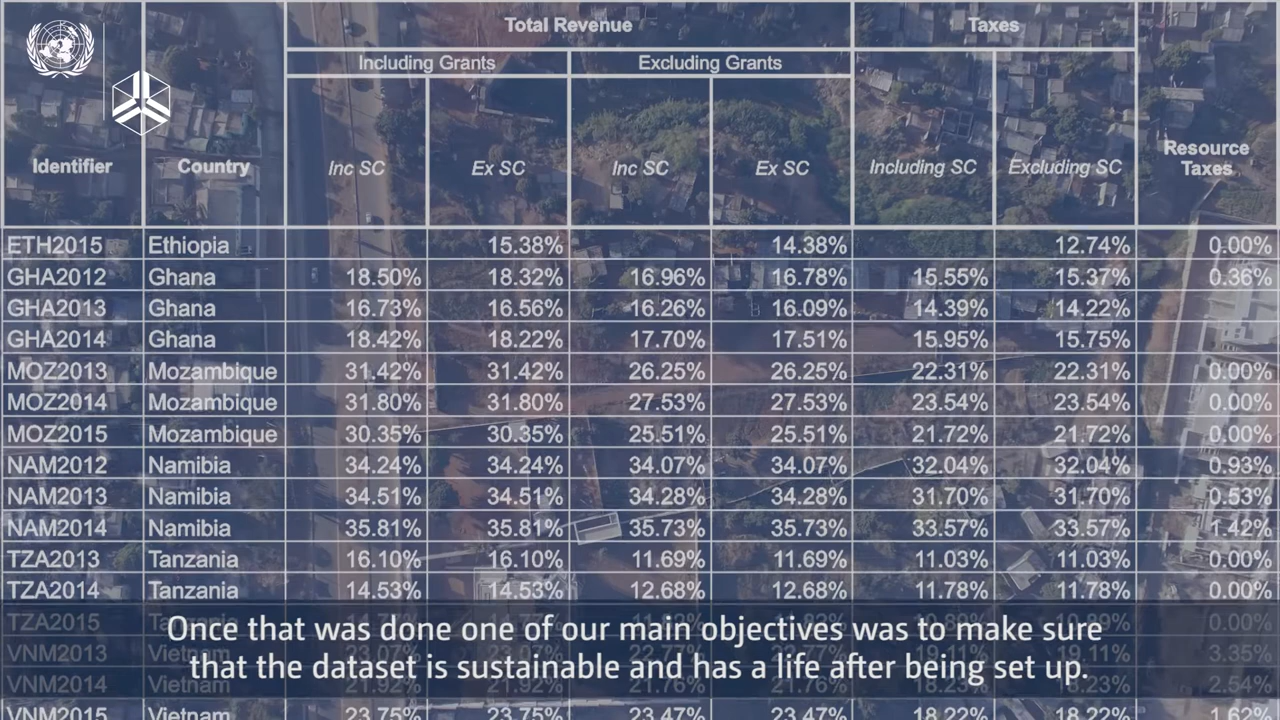 Total Revenue Taxes
Including Grants Excluding Grants
Identifier Country Inc SC Ex SC Inc SC Ex SC Including SC Excluding SC Resource Taxes
ETH2015 Ethiopia 15.38% 14.38% 12.74% 0.00%
GHA2012 Ghana 18.50% 18.32% 16.96% 16.78% 15.55% 15.37% 0.36%
GHA2013 Ghana 16.73% 16.56% 16.26% 16.09% 14.39% 14.22%
GHA2014 Ghana 18.42% 18.22% 17.70% 17.51% 15.95% 15.75%
MOZ2013 Mozambique 31.42% 31.42% 26.25% 26.25% 22.31% 22.31% 0.00%
MOZ2014 Mozambique 31.80% 31.80% 27.53% 27.53% 23.54% 23.54% 0.00%
MOZ2015 Mozambique 30.35% 30.35% 25.51% 25.51% 21.72% 21.72% 0.00%
NAM2012 Namibia 34.24% 34.24% 34.07% 34.07% 32.04% 32.04% 0.93%
NAM2013 Namibia 34.51% 34.51% 34.28% 34.28% 31.70% 31.70% 0.53%
NAM2014 Namibia 35.81% 35.81% 35.73% 35.73% 33.57% 33.57% 1.42%
TZA2013 Tanzania 16.10% 16.10% 11.69% 11.69% 11.03% 11.03% 0.00%
TZA2014 Tanzania 14.53% 14.53% 12.68% 12.68% 11.78% 11.78% 0.00%
TZA2015 0.00%
Once that was done one of our main objectives was to make sure
VNM2013 Vietnam 19.11% 3.35%
that the dataset is sustainable and has a life after being set up.
VNM2014 Vietnam 21.92% 21.92% 21.76% 21.76% 2.54%
VNM2015 Vietnam 23.75% 23.75% 23.47% 23.47% 18.22% 18.22% 1.62%